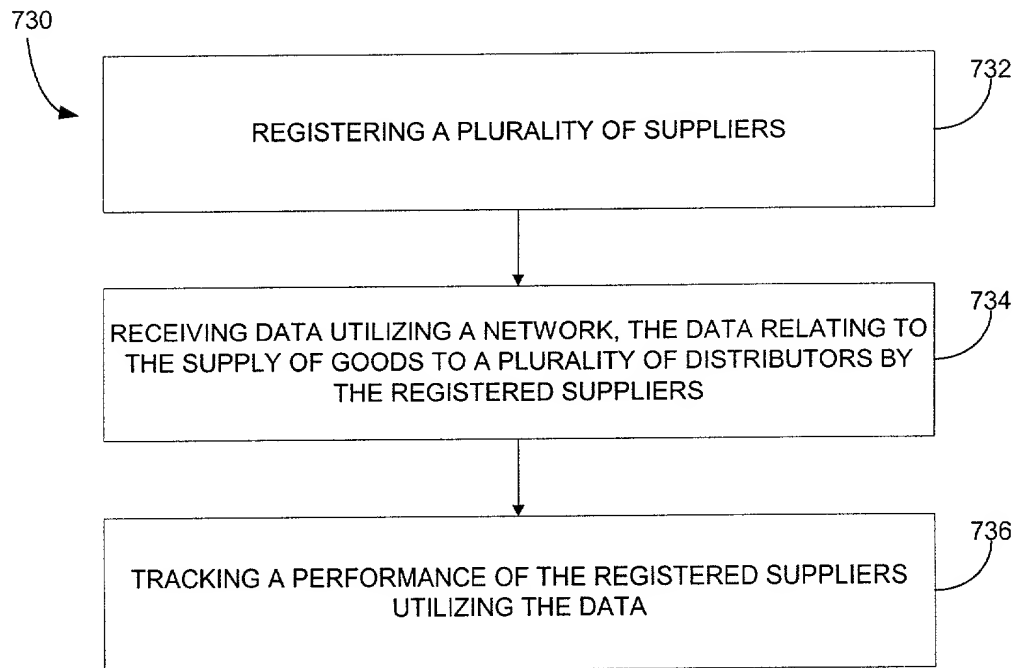 730
732
REGISTERING A PLURALITY OF SUPPLIERS
734
RECEIVING DATA UTILIZING A NETWORK, THE DATA RELATING TO
THE SUPPLY OF GOODS TO A PLURALITY OF DISTRIBUTORS BY
THE REGISTERED SUPPLIERS
736
TRACKING A PERFORMANCE OF THE REGISTERED SUPPLIERS
UTILIZING THE DATA